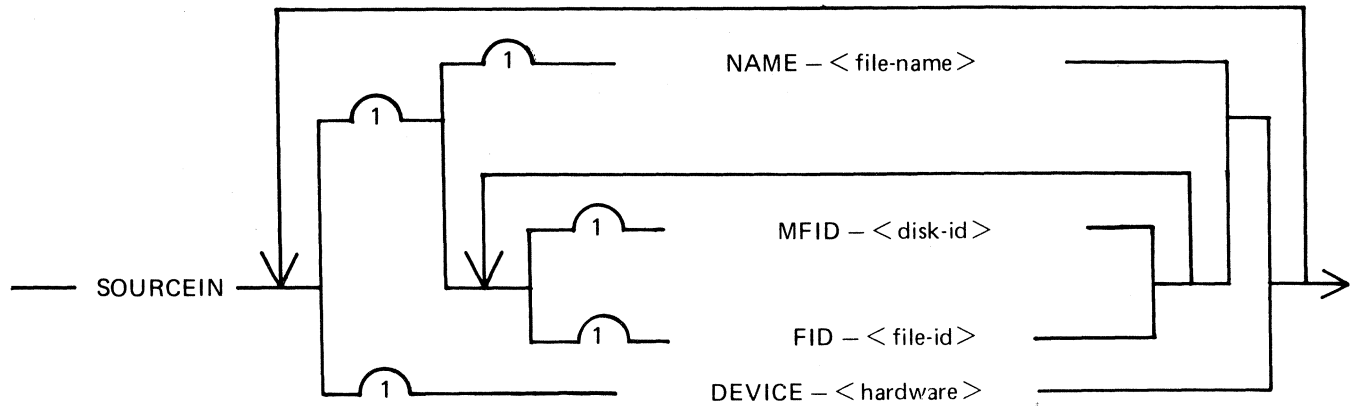 1
NAME – <file-name>
1
1
MFID – <disk-id>
SOURCEIN
1
FID – <file-id>
1
DEVICE – <hardware>